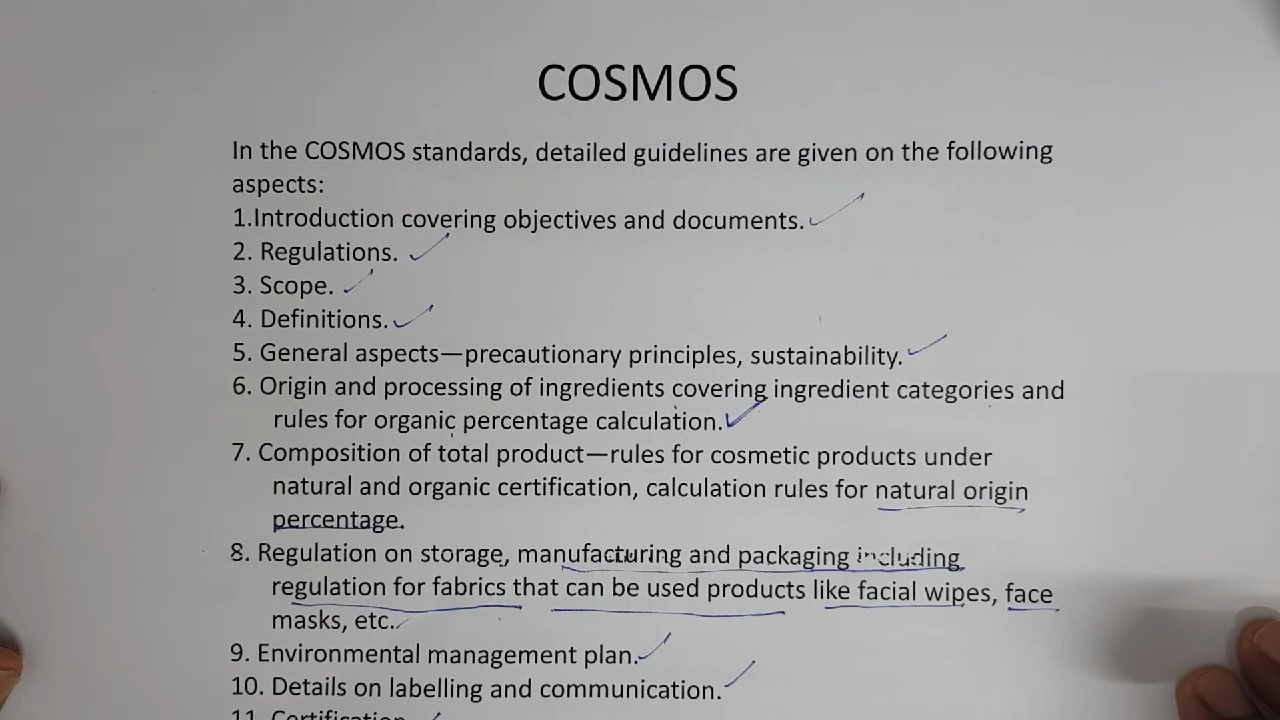 COSMOS
In the COSMOS standards, detailed guidelines are given on the following
aspects:
1.Introduction covering objectives and documents.
2. Regulations.
3. Scope.
4. Definitions.
5. General aspects—precautionary principles, sustainability.
6. Origin and processing of ingredients covering ingredient categories and
rules for organic percentage calculation.
7. Composition of total product—rules for cosmetic products under
natural and organic certification, calculation rules for natural origin
percentage.
8. Regulation on storage, manufacturing and packaging including
regulation for fabrics that can be used products like facial wipes, face
masks, etc.
9. Environmental management plan.
10. Details on labelling and communication.
11. Certification